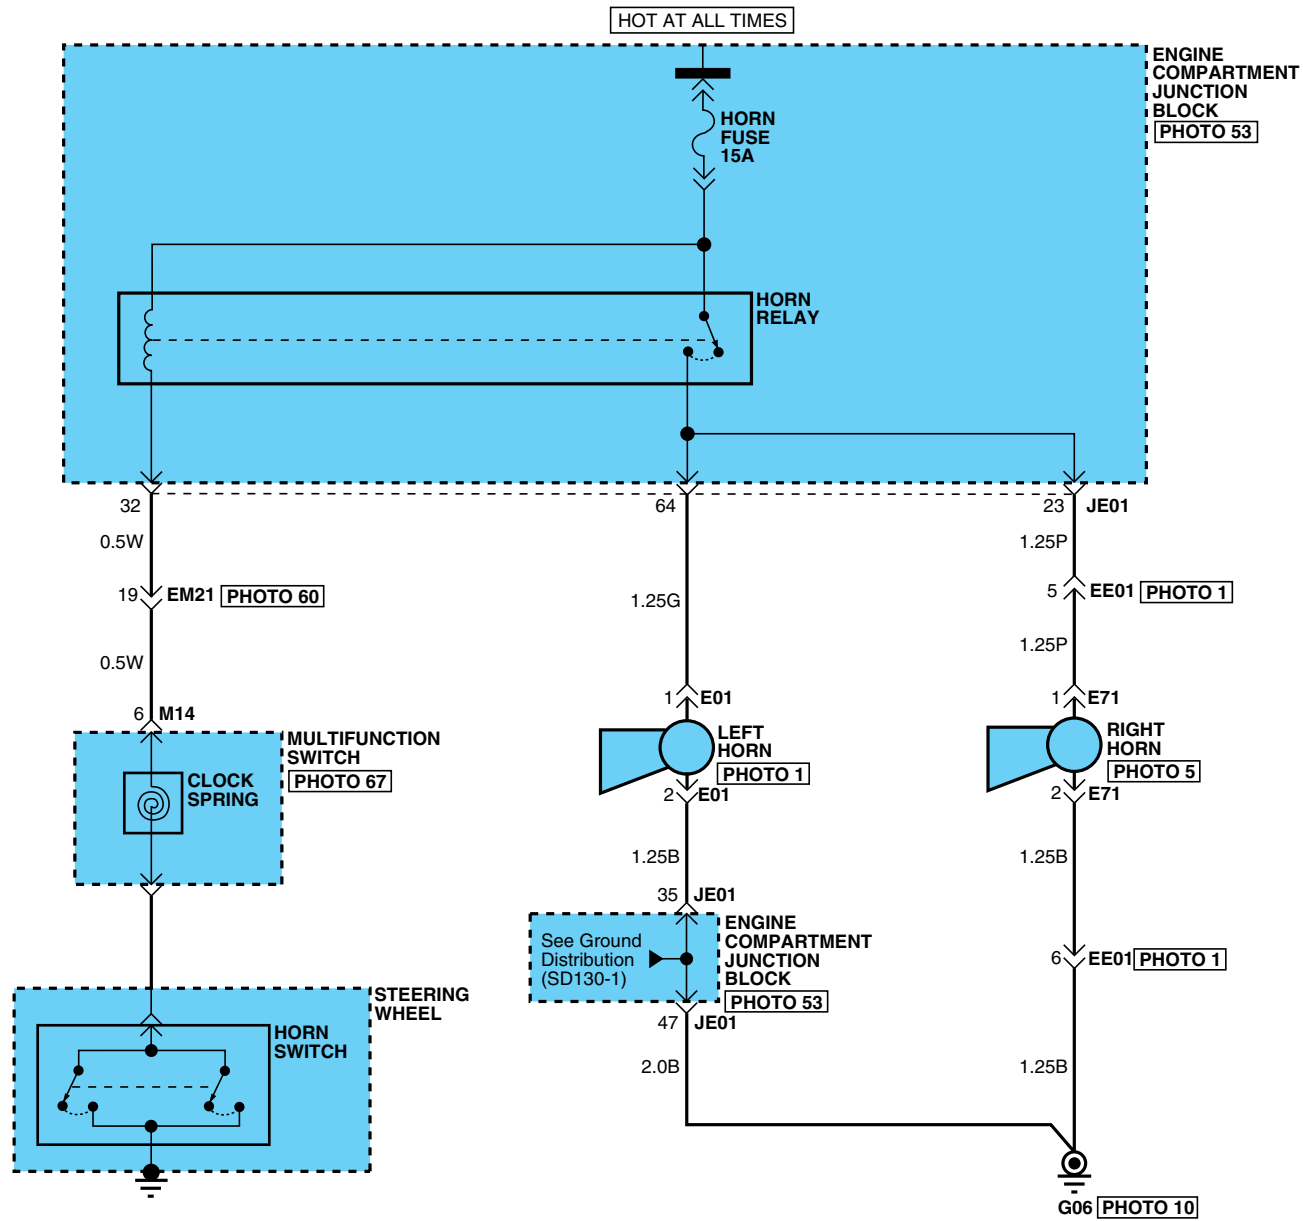 HOT AT ALL TIMES
ENGINE
COMPARTMENT
JUNCTION
BLOCK
PHOTO 53
HORN
FUSE
15A
HORN
RELAY
32
64
23 JE01
0.5W
1.25P
19 EM21 PHOTO 60
1.25G
5 EE01 PHOTO 1
0.5W
1.25P
6 M14
1 E01
1 E71
MULTIFUNCTION
SWITCH
PHOTO 67
CLOCK
SPRING
LEFT
HORN
PHOTO 1
RIGHT
HORN
PHOTO 5
2 E01
2 E71
1.25B
1.25B
35 JE01
See Ground
Distribution
(SD130-1)
ENGINE
COMPARTMENT
JUNCTION
BLOCK
PHOTO 53
6 EE01 PHOTO 1
STEERING
WHEEL
HORN
SWITCH
47 JE01
2.0B
1.25B
G06 PHOTO 10